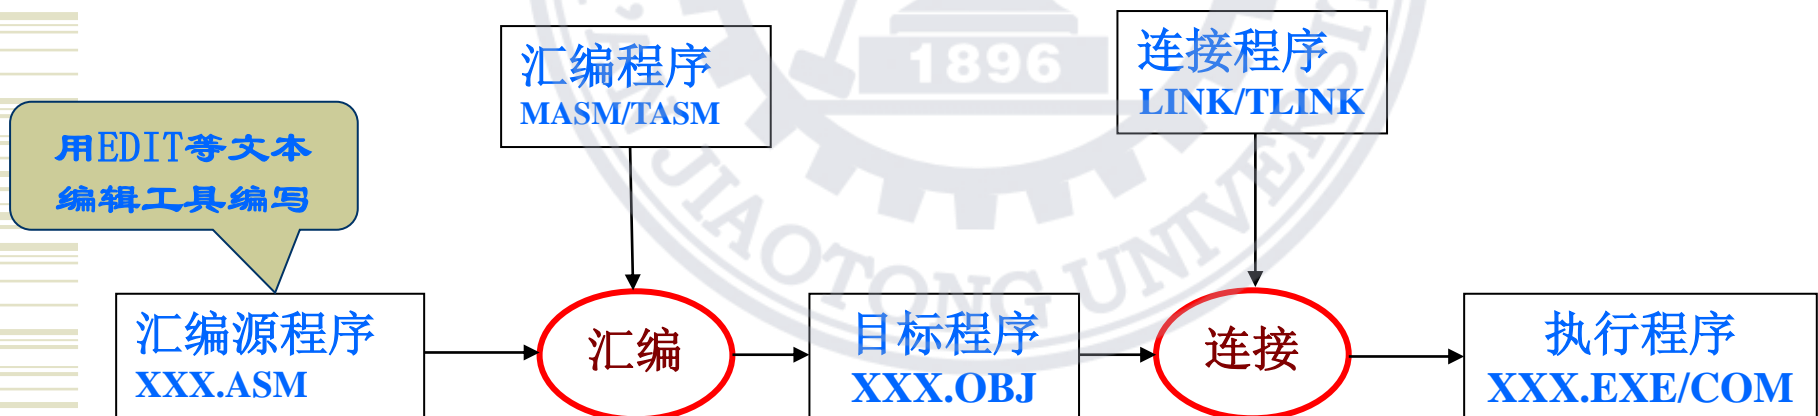 汇编程序
MASM/TASM
连接程序
LINK/TLINK
用EDIT等文本
编辑工具编写
汇编源程序
XXX.ASM
汇编
目标程序
XXX.OBJ
连接
执行程序
XXX.EXE/COM
1896
JIAOTONG UNIVERSIT